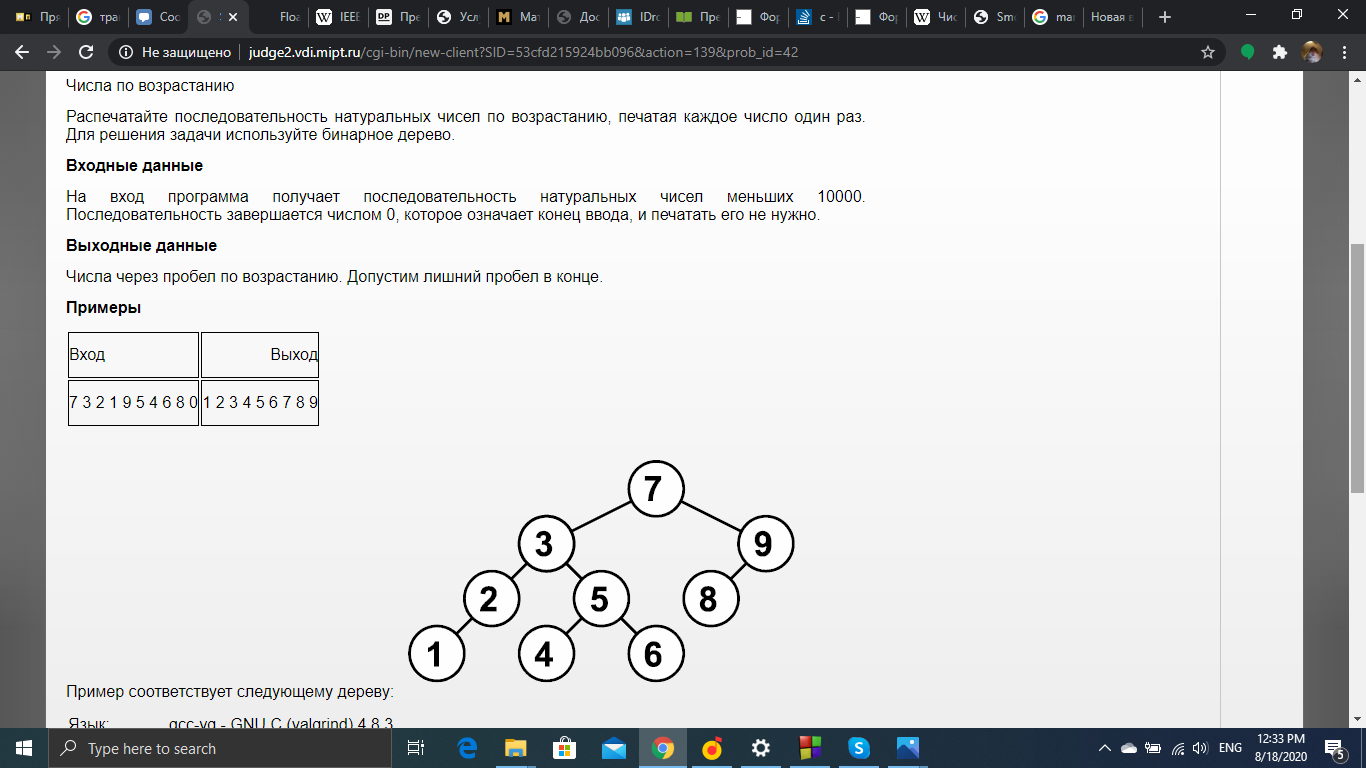 Пря
тран
Сос
Floa
IEEE
DP Пре
Усл
Мат
Дос
IDro
Пре
Фор
c - 
Фор
Чис
Sm
ma
Новая в
Не защищено judge2.vdi.mipt.ru/cgi-bin/new-client?SID=53cfd215924bb096&action=139&prob_id=42
Числа по возрастанию
Распечатайте последовательность натуральных чисел по возрастанию, печатая каждое число один раз.
Для решения задачи используйте бинарное дерево.
Входные данные
На вход программа получает последовательность натуральных чисел меньших 10000.
Последовательность завершается числом 0, которое означает конец ввода, и печатать его не нужно.
Выходные данные
Числа через пробел по возрастанию. Допустим лишний пробел в конце.
Примеры
Вход Выход
7 3 2 1 9 5 4 6 8 0 1 2 3 4 5 6 7 8 9
7
3 9
2 5 8
1 4 6
Пример соответствует следующему дереву:
Язык: gcc-vg - GNU C (valgrind) 4.8.3
Type here to search
ENG
12:33 PM
8/18/2020
5